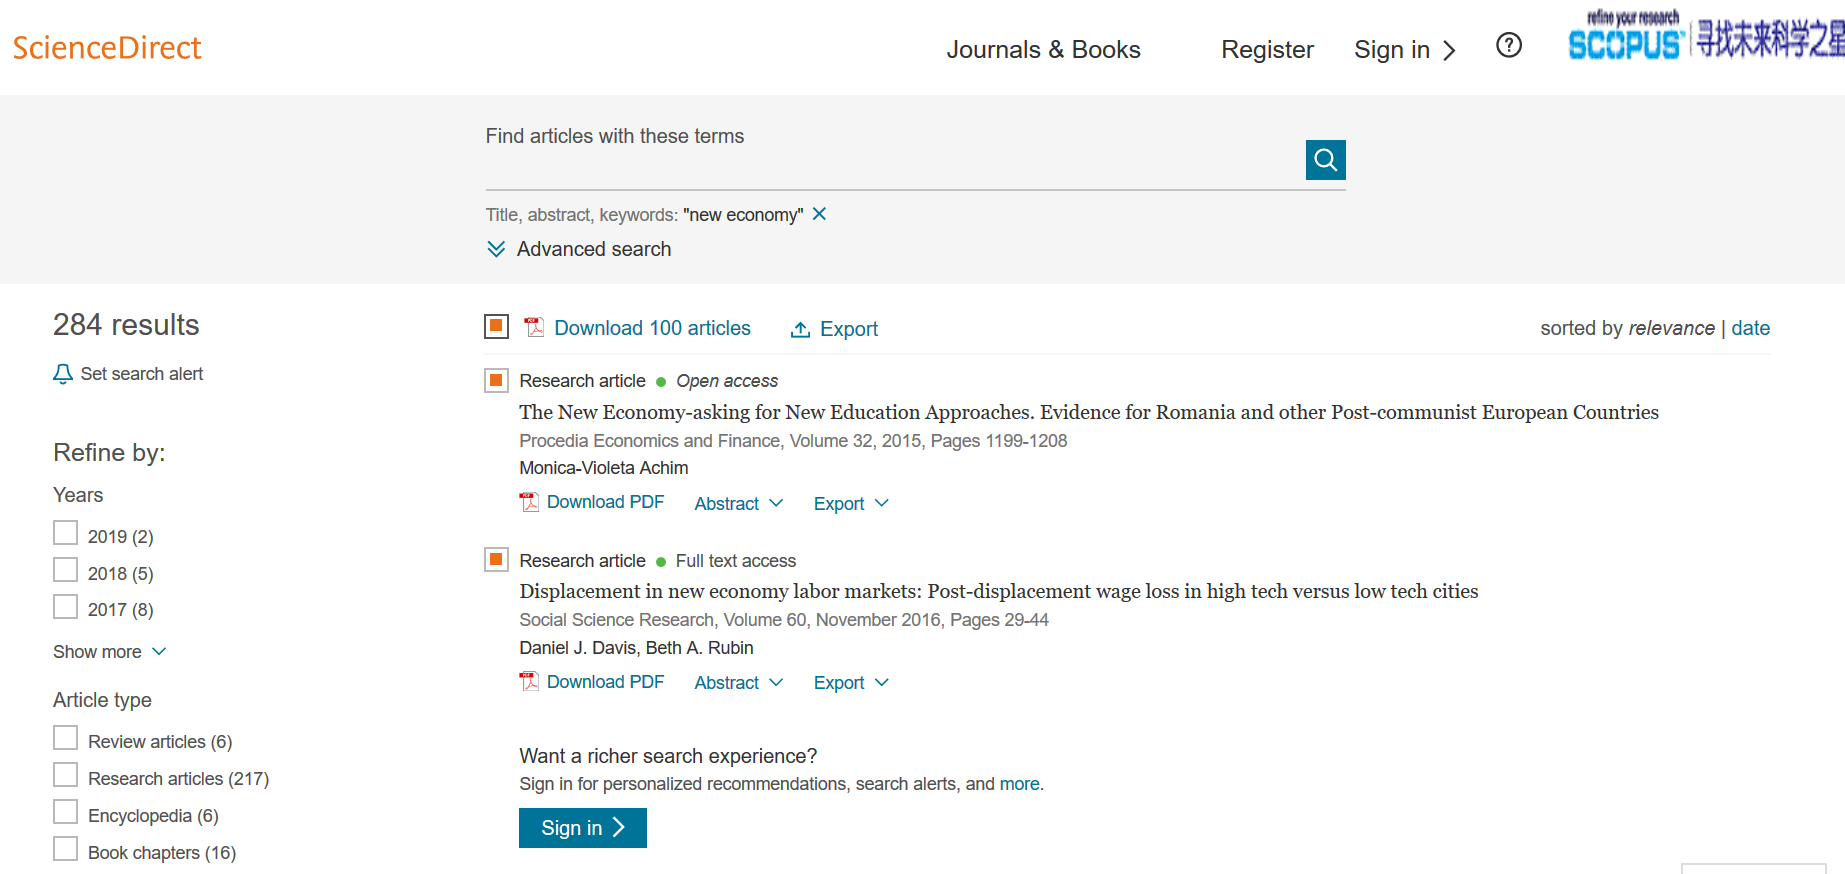 ScienceDirect
Journals & Books
Register
Sign in
refine your research
SCOPUS
寻找未来科学之星
Find articles with these terms
Title, abstract, keywords: "new economy"
Advanced search
284 results
Set search alert
Refine by:
Years
2019 (2)
2018 (5)
2017 (8)
Show more
Article type
Review articles (6)
Research articles (217)
Encyclopedia (6)
Book chapters (16)
Download 100 articles
Export
sorted by relevance | date
Research article Open access
The New Economy-asking for New Education Approaches. Evidence for Romania and other Post-communist European Countries
Procedia Economics and Finance, Volume 32, 2015, Pages 1199-1208
Monica-Violeta Achim
Download PDF Abstract Export
Research article Full text access
Displacement in new economy labor markets: Post-displacement wage loss in high tech versus low tech cities
Social Science Research, Volume 60, November 2016, Pages 29-44
Daniel J. Davis, Beth A. Rubin
Download PDF Abstract Export
Want a richer search experience?
Sign in for personalized recommendations, search alerts, and more.
Sign in